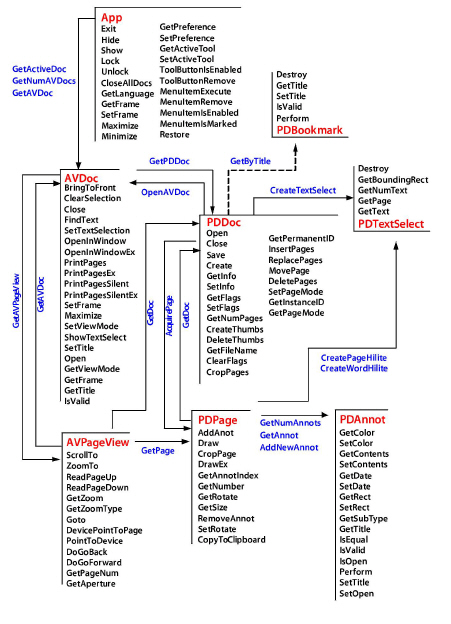 App
Exit
Hide
Show
Lock
Unlock
CloseAllDocs
GetLanguage
GetFrame
SetFrame
Maximize
Minimize
GetPreference
SetPreference
GetActiveTool
SetActiveTool
ToolButtonIsEnabled
ToolButtonRemove
MenuItemExecute
MenuItemRemove
MenuItemIsEnabled
MenuItemIsMarked
Restore
GetActiveDoc
GetNumAVDocs
GetAVDoc
Destroy
GetTitle
SetTitle
IsValid
Perform
PDBookmark
GetPDDoc
GetByTitle
OpenAVDoc
CreateTextSelect
Destroy
GetBoundingRect
GetNumText
GetPage
GetText
PDTextSelect
AVDoc
BringToFront
ClearSelection
Close
FindText
SetTextSelection
OpenInWindow
OpenInWindowEx
PrintPages
PrintPagesEx
PrintPagesSilent
PrintPagesSilentEx
SetFrame
Maximize
SetViewMode
ShowTextSelect
SetTitle
Open
GetViewMode
GetFrame
GetTitle
IsValid
GetAVPageView
GetAVDoc
GetDoc
AcquirePage
GetDoc
PDDoc
Open
Close
Save
Create
GetInfo
SetInfo
GetFlags
SetFlags
GetNumPages
CreateThumbs
DeleteThumbs
GetFileName
ClearFlags
CropPages
GetPermanentID
InsertPages
ReplacePages
MovePage
DeletePages
SetPageMode
GetInstanceID
GetPageMode
CreatePageHilite
CreateWordHilite
AVPageView
ScrollTo
ZoomTo
ReadPageUp
ReadPageDown
GetZoom
GetZoomType
Goto
DevicePointToPage
PointToDevice
DoGoBack
DoGoForward
GetPageNum
GetAperture
GetPage
PDPage
AddAnot
Draw
CropPage
DrawEx
GetAnnotIndex
GetNumber
GetRotate
GetSize
RemoveAnnot
SetRotate
CopyToClipboard
GetNumAnnots
GetAnnot
AddNewAnnot
PDAnnot
GetColor
SetColor
GetContents
SetContents
GetDate
SetDate
GetRect
SetRect
GetSubType
GetTitle
IsEqual
IsValid
IsOpen
Perform
SetTitle
SetOpen